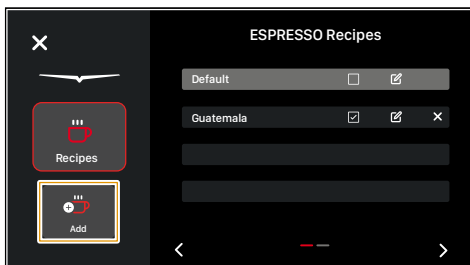 ESPRESSO Recipes
Default
Guatemala
Recipes
Add